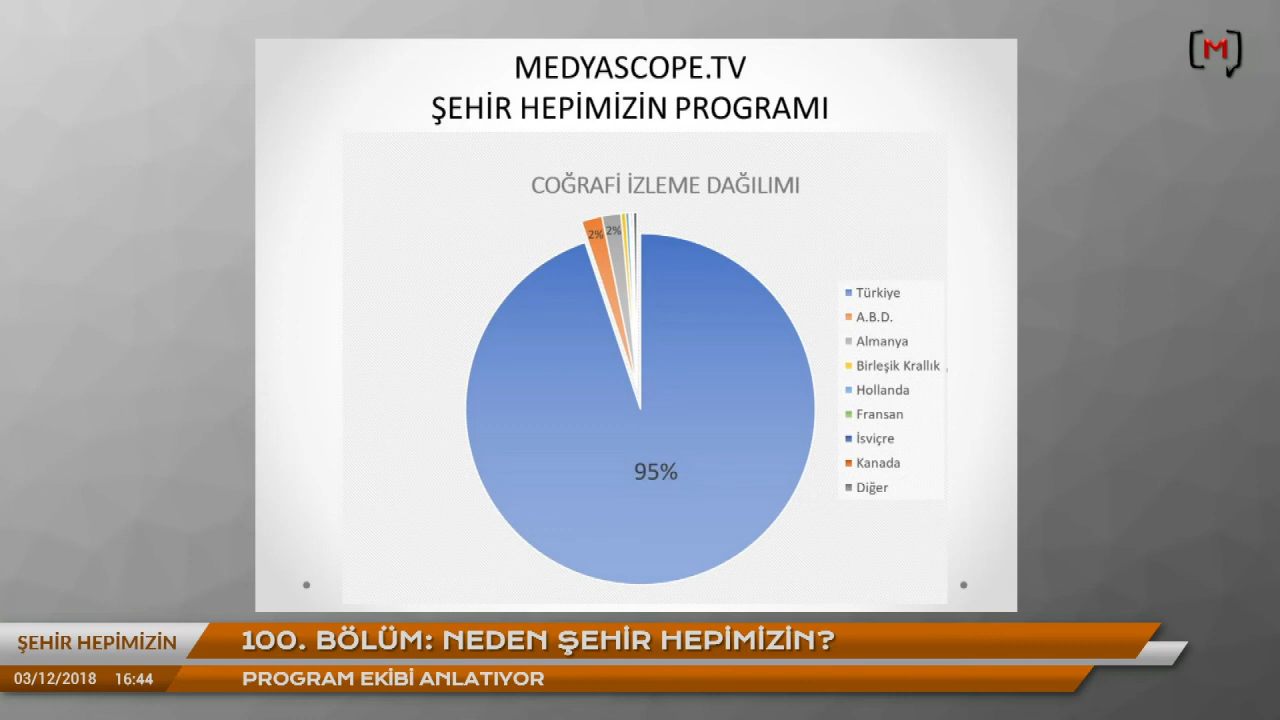 M
MEDYASCOPE.TV
ŞEHİR HEPİMİZİN PROGRAMI
COĞRAFİ İZLEME DAĞILIMI
2%
2%
95%
Türkiye
A.B.D.
Almanya
Birleşik Krallık
Hollanda
Fransan
İsviçre
Kanada
Diğer
ŞEHİR HEPİMİZİN
100. BÖLÜM: NEDEN ŞEHİR HEPİMİZİN?
03/12/2018 16:44
PROGRAM EKİBİ ANLATIYOR